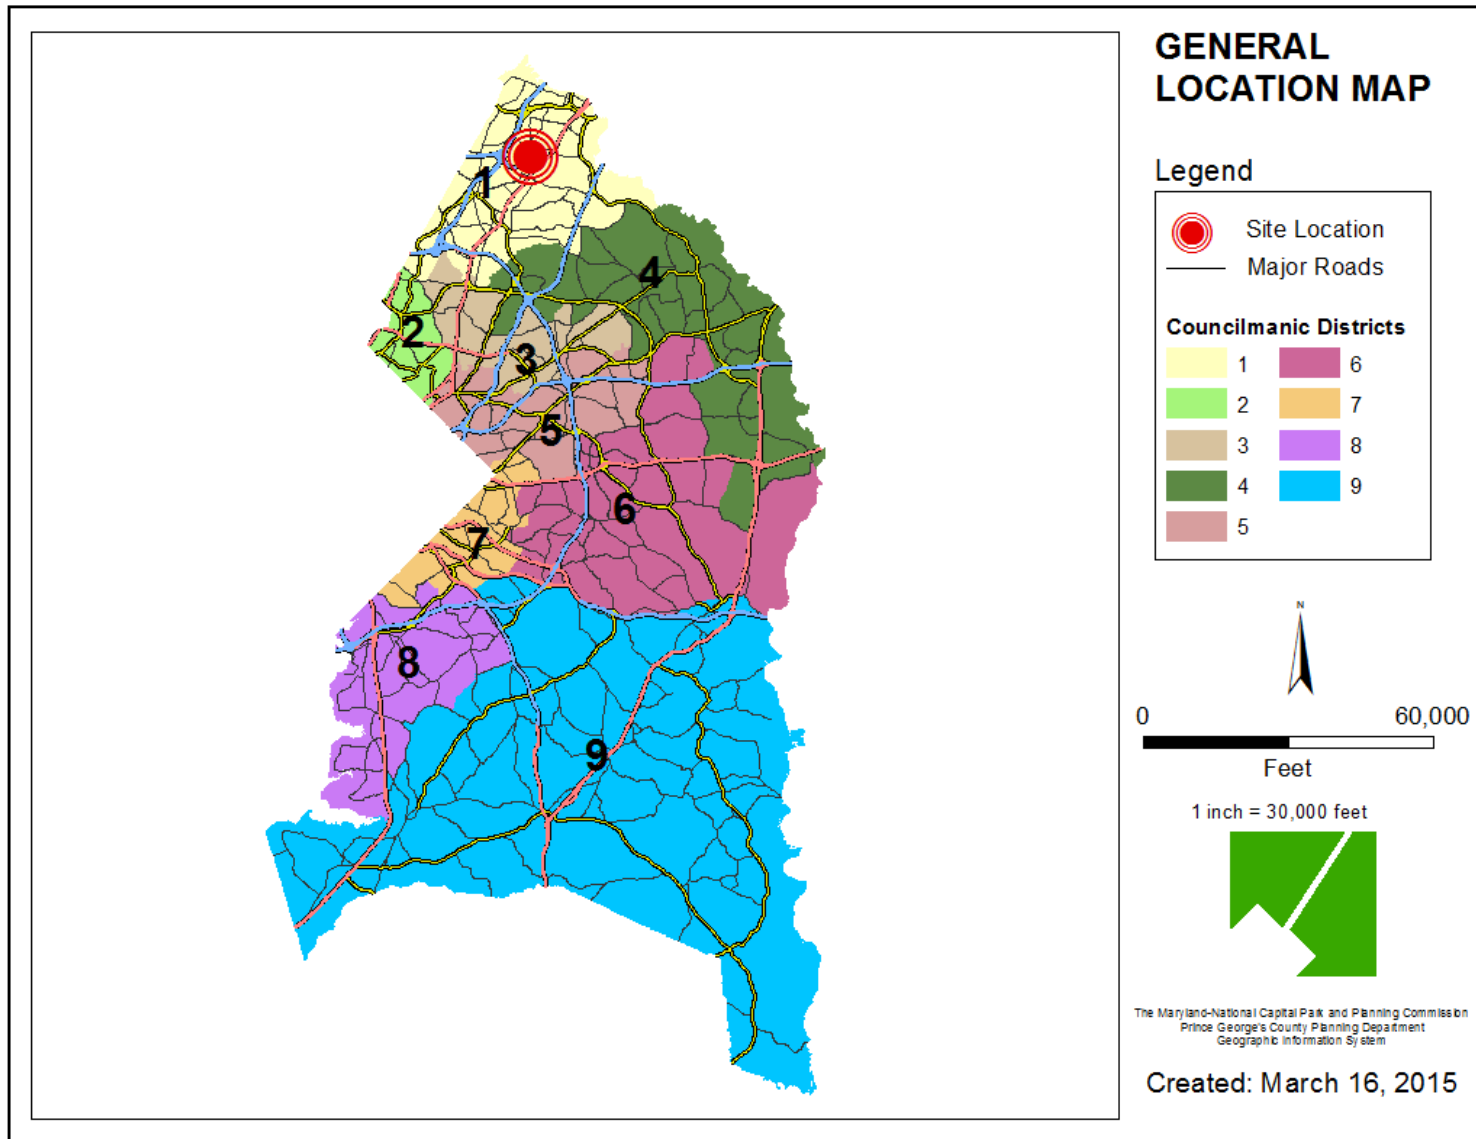 GENERAL
LOCATION MAP
Legend
Site Location
Major Roads
Councilmanic Districts
1
6
2
7
3
8
4
9
5
1
2
3
4
5
6
7
8
9
N
0
60,000
Feet
1 inch = 30,000 feet
The Maryland-National Capital Park and Planning Commission
Prince George's County Planning Department
Geographic Information System
Created: March 16, 2015